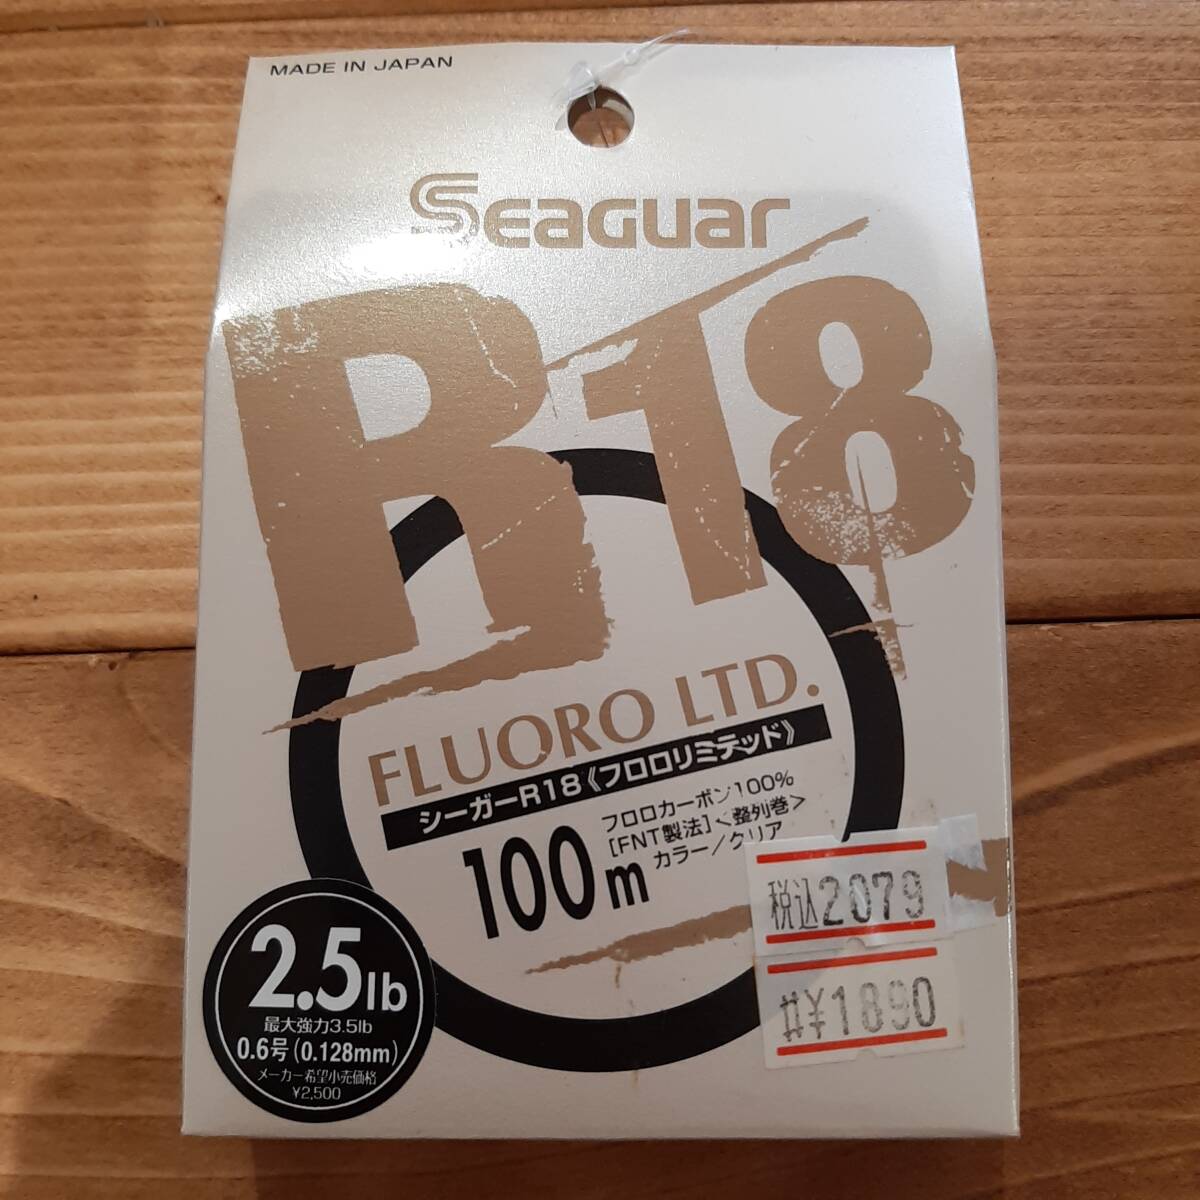 MADE IN JAPAN
SEAGUAR
R18
FLUORO LTD.
シーガーR18《フロロリミテッド》
100m
フロロカーボン100%
[FNT製法]<整列巻>
カラー/クリア
税込2079
#¥1890
2.5lb
最大強力3.5lb
0.6号(0.128mm)
メーカー希望小売価格
¥2,500